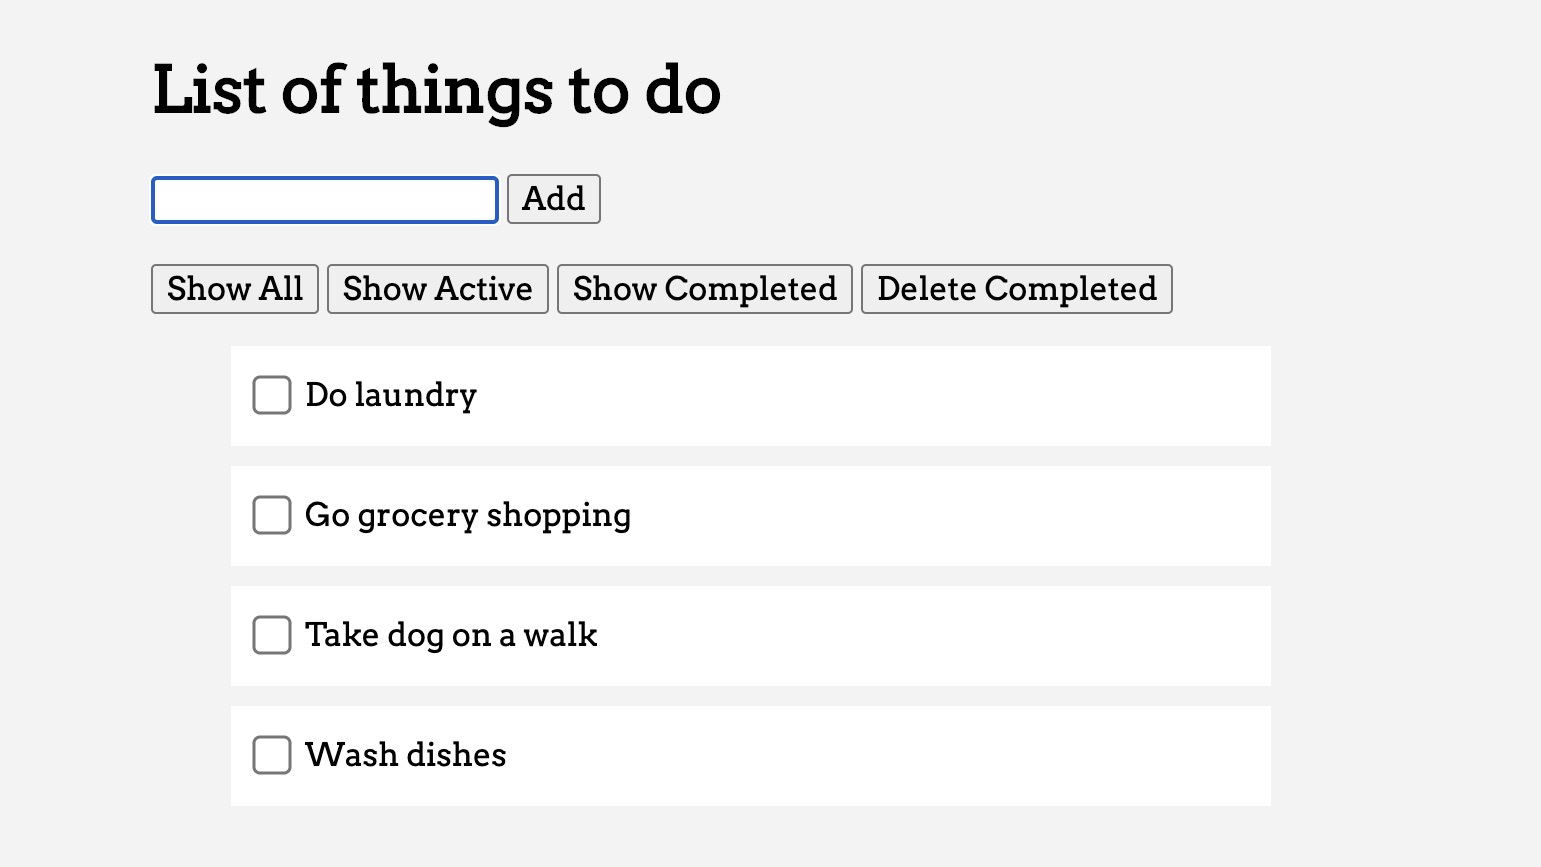 List of things to do
Add
Show All Show Active Show Completed Delete Completed
Do laundry
Go grocery shopping
Take dog on a walk
Wash dishes